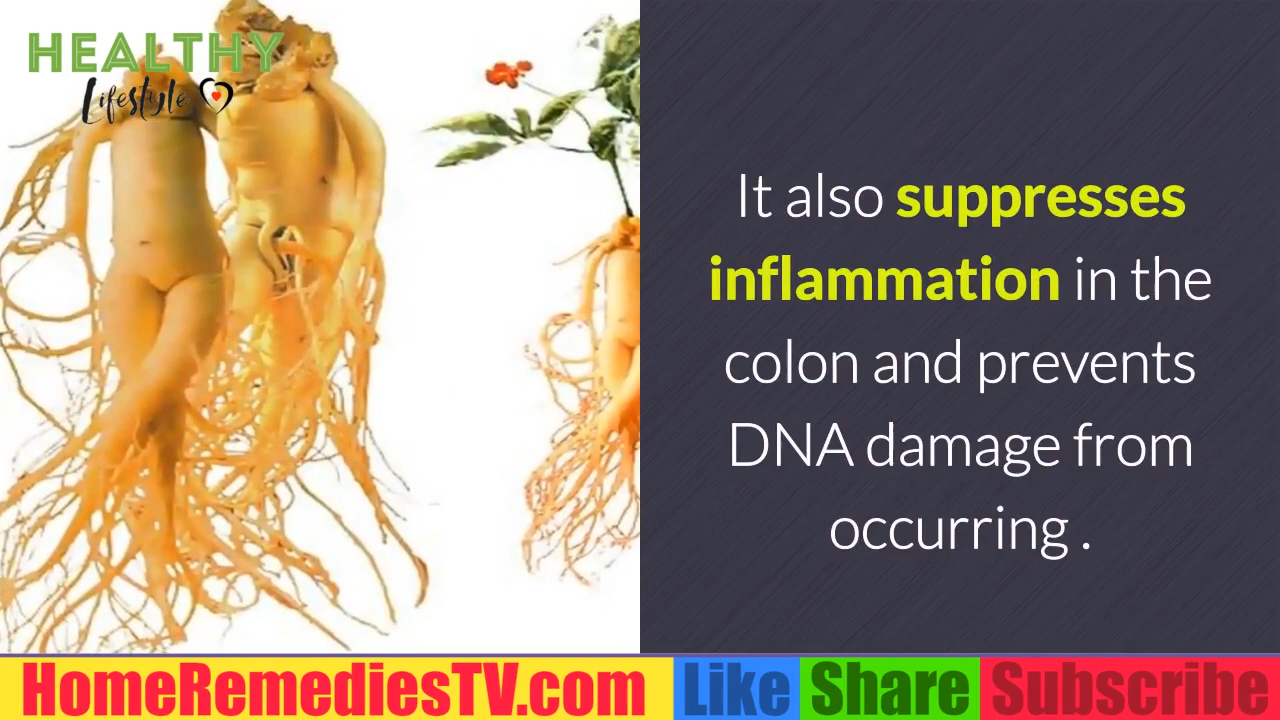 HEALTHY
Lifestyle
It also suppresses
inflammation in the
colon and prevents
DNA damage from
occurring .
HomeRemediesTV.com Like Share Subscribe